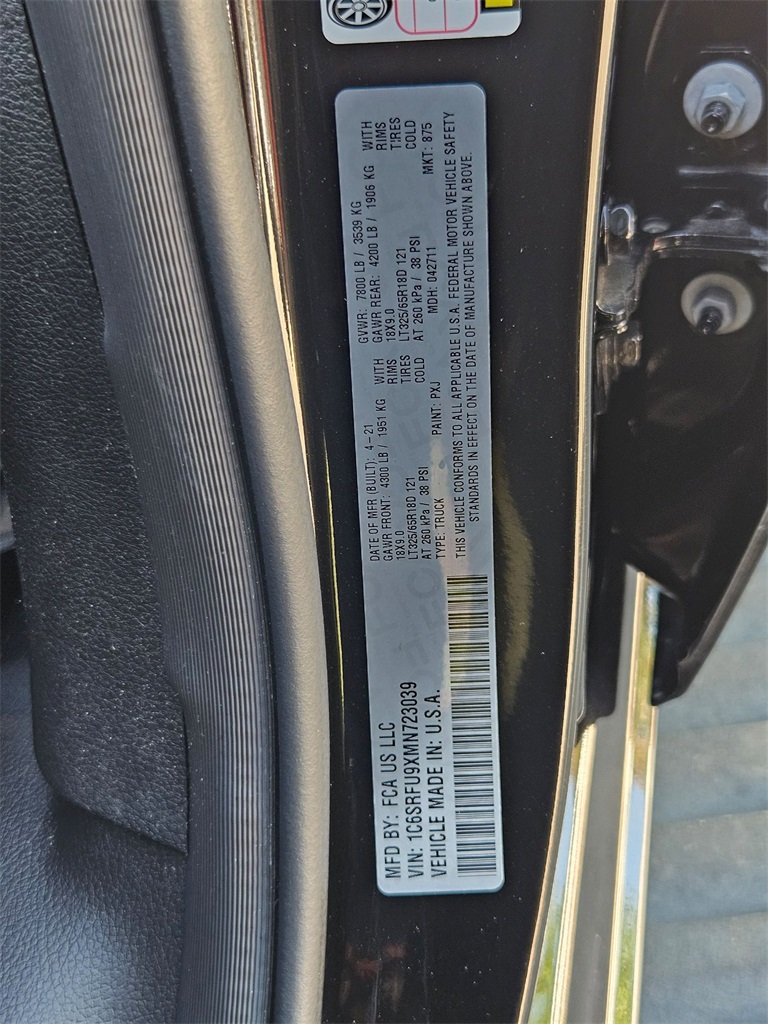 MFD BY: FCA US LLC
VIN: 1C6SRFU9XMN723039
VEHICLE MADE IN: U.S.A.
DATE OF MFR (BUILT): 4-21
GVWR: 7800 LB / 3539 KG
GAWR FRONT: 4300 LB / 1951 KG WITH
GAWR REAR: 4200 LB / 1906 KG WITH
18X9.0 RIMS
18X9.0 RIMS
LT325/65R18D 121 TIRES
LT325/65R18D 121 TIRES
AT 260 kPa / 38 PSI COLD
AT 260 kPa / 38 PSI COLD
TYPE: TRUCK PAINT: PXJ MDH: 042711 MKT: 875
THIS VEHICLE CONFORMS TO ALL APPLICABLE U.S.A. FEDERAL MOTOR VEHICLE SAFETY
STANDARDS IN EFFECT ON THE DATE OF MANUFACTURE SHOWN ABOVE.